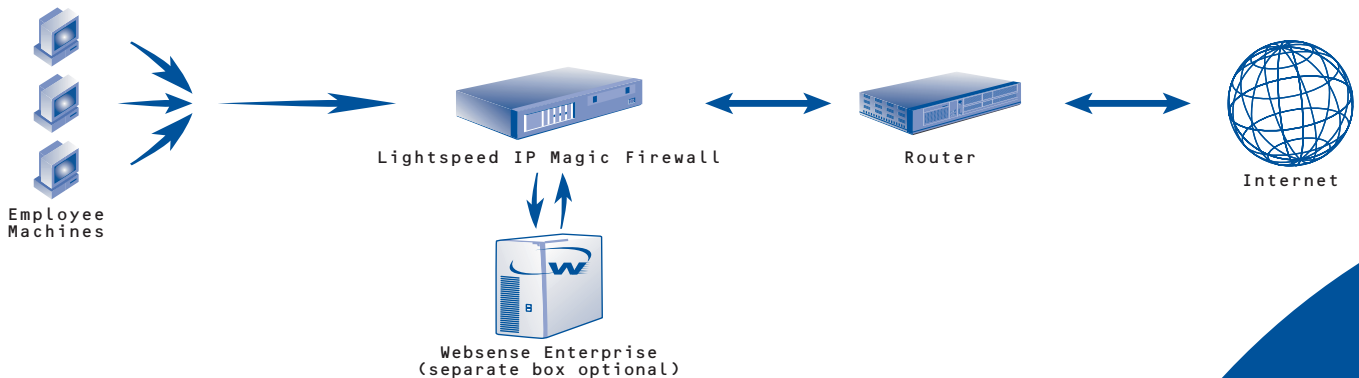 Employee
Machines
Lightspeed IP Magic Firewall
Router
Internet
W
Websense Enterprise
(separate box optional)